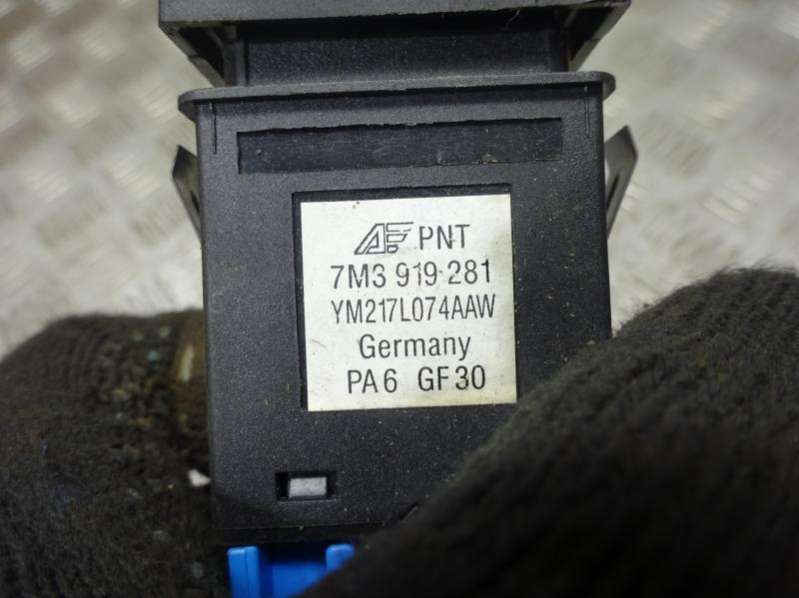 PNT
7M3 919 281
YM217L074AAW
Germany
PA6 GF30